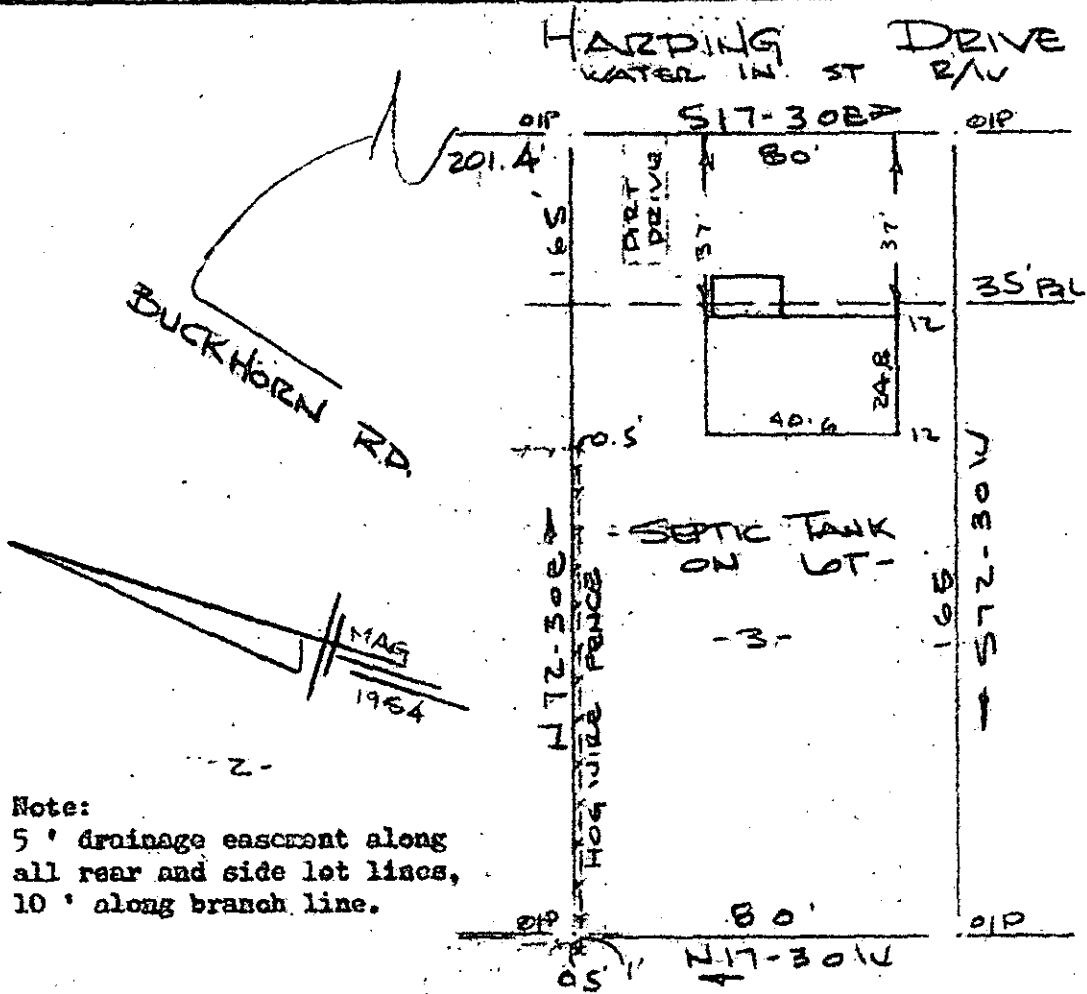 HARDING DRIVE
WATER IN ST R/W
S17-30E
OIP
OIP
201.4'
80'
165'
DIRT
DRIVE
37'
37'
35' B.L
BUCKHORN RD.
12
24.8
40.6
12
0.5'
SEPTIC TANK
ON LOT-
N72-30E
HOG WIRE FENCE
165
S72-30W
-3-
MAG
1954
-2-
Note:
5 ' drainage easement along
all rear and side lot lines,
10 ' along branch line.
OIP
80'
OIP
N17-30W
0.5'
1'